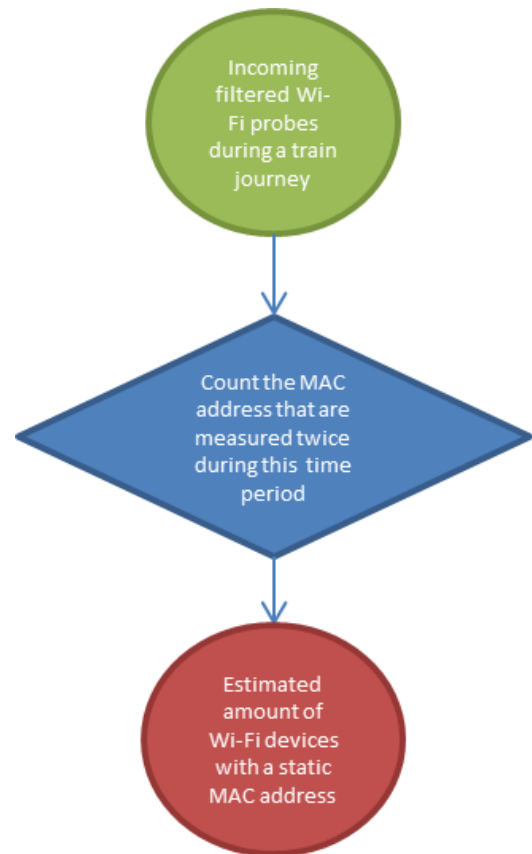 Incoming
filtered Wi-
Fi probes
during a train
journey
Count the MAC
address that are
measured twice
during this time
period
Estimated
amount of
Wi-Fi devices
with a static
MAC address